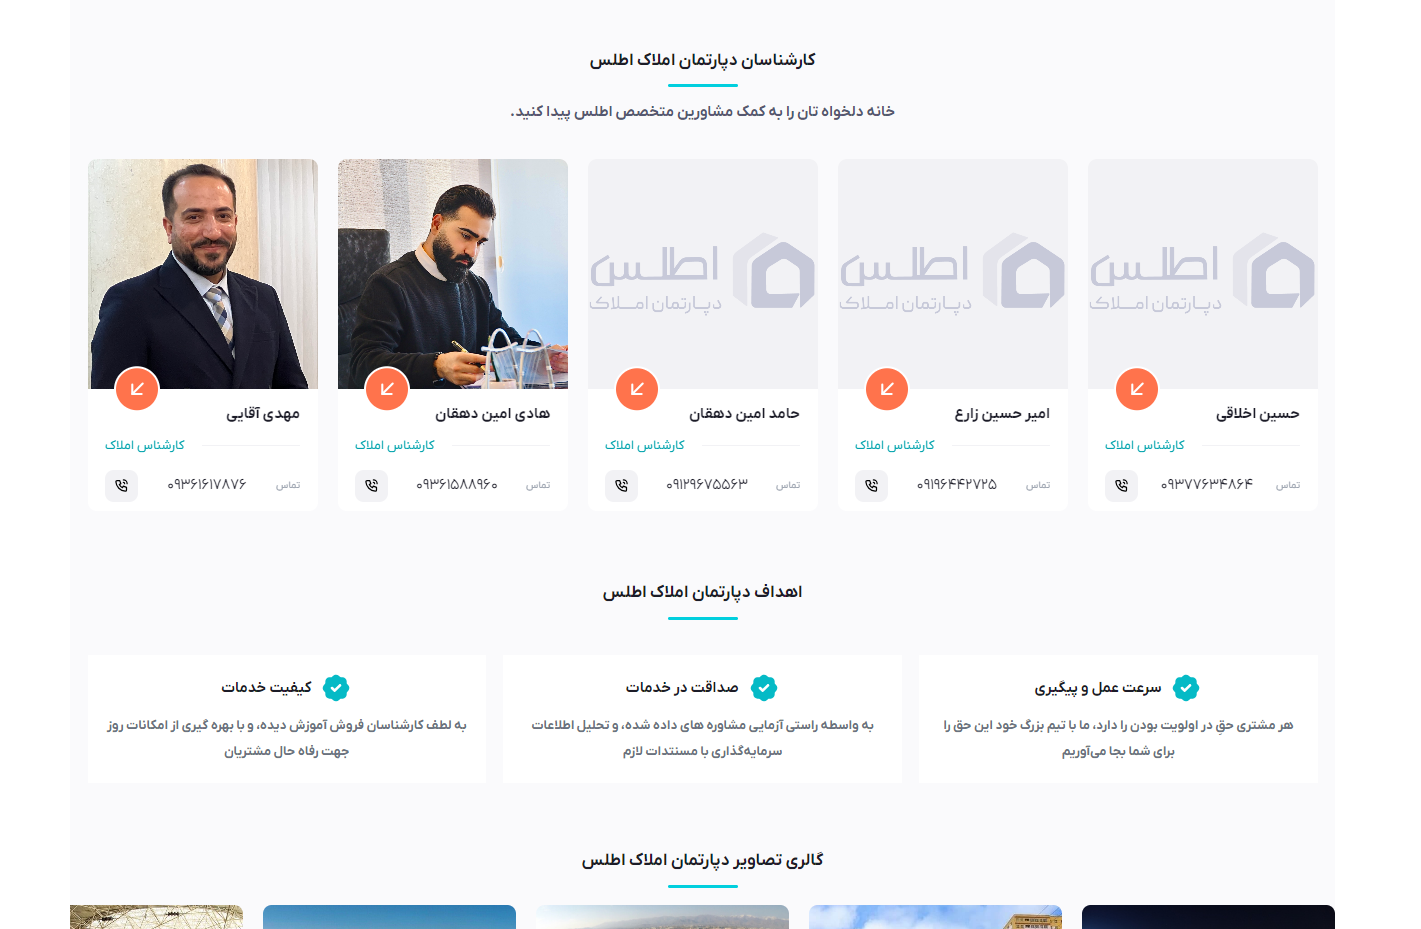 کارشناسان دپارتمان املاک اطلس
خانه دلخواه تان را به کمک مشاورین متخصص اطلس پیدا کنید.
اطلس
دپارتمان املاک
حسین اخلاقی
کارشناس املاک
تماس ۰۹۳۷۷۶۳۴۸۶۴
اطلس
دپارتمان املاک
امیر حسین زارع
کارشناس املاک
تماس ۰۹۱۹۶۴۴۲۷۲۵
اطلس
دپارتمان املاک
حامد امین دهقان
کارشناس املاک
تماس ۰۹۱۲۹۶۷۵۵۶۳
هادی امین دهقان
کارشناس املاک
تماس ۰۹۳۶۱۵۸۸۹۶۰
مهدی آقایی
کارشناس املاک
تماس ۰۹۳۶۱۶۱۷۸۷۶
اهداف دپارتمان املاک اطلس
سرعت عمل و پیگیری
هر مشتری حقِ در اولویت بودن را دارد، ما با تیم بزرگ خود این حق را
برای شما بجا می‌آوریم
صداقت در خدمات
به واسطه راستی آزمایی مشاوره های داده شده، و تحلیل اطلاعات
سرمایه‌گذاری با مستندات لازم
کیفیت خدمات
به لطف کارشناسان فروش آموزش دیده، و با بهره گیری از امکانات روز
جهت رفاه حال مشتریان
گالری تصاویر دپارتمان املاک اطلس